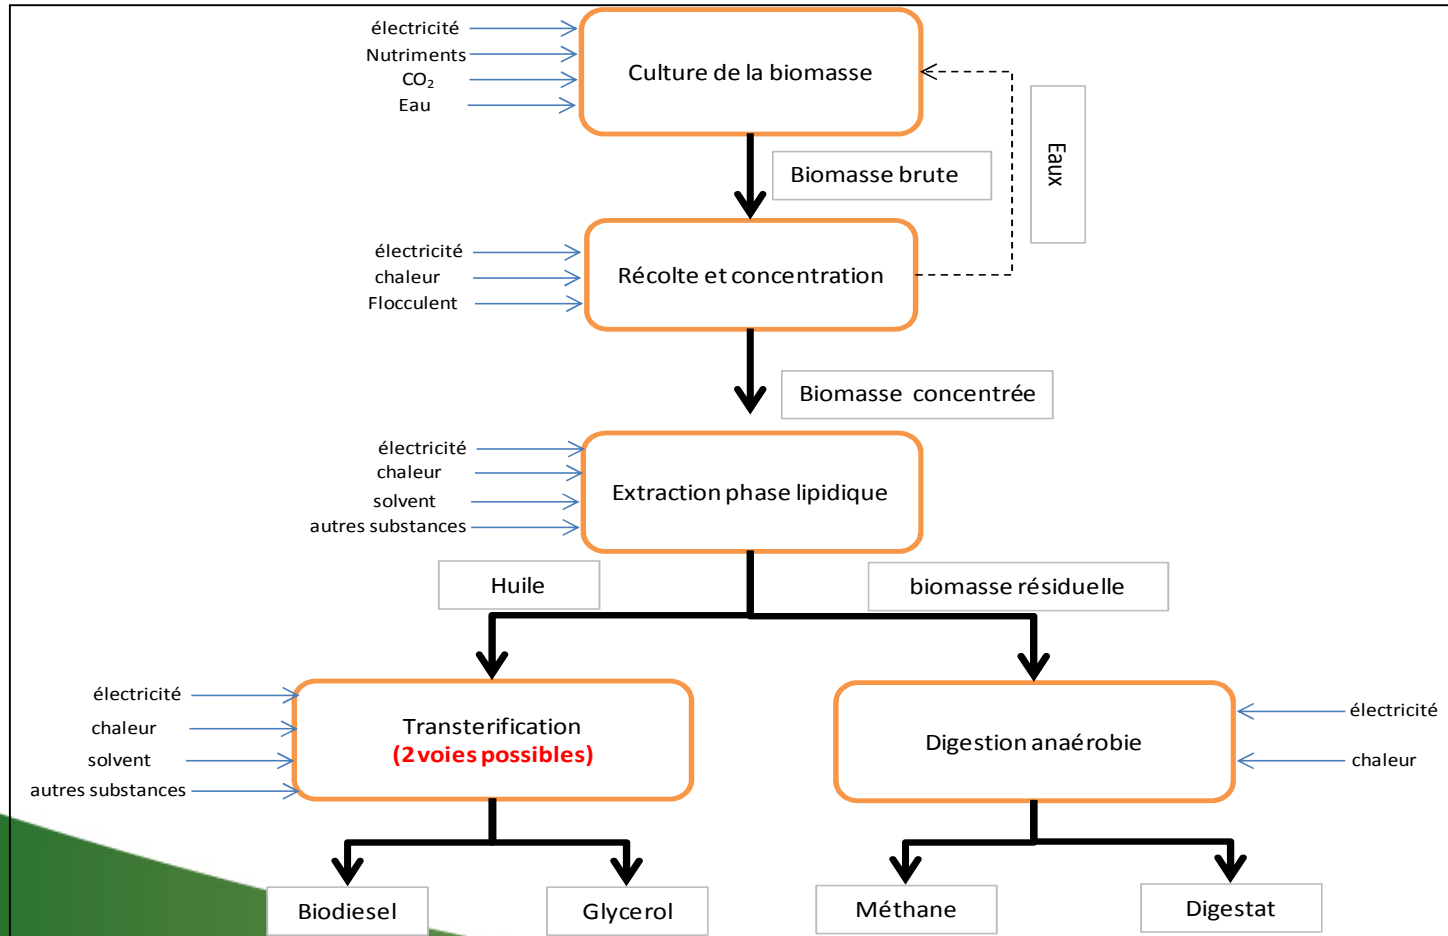 électricité
Nutriments
CO₂
Eau
Culture de la biomasse
Eaux
Biomasse brute
électricité
chaleur
Flocculent
Récolte et concentration
Biomasse concentrée
électricité
chaleur
solvent
autres substances
Extraction phase lipidique
Huile
biomasse résiduelle
électricité
chaleur
solvent
autres substances
Transterification
(2 voies possibles)
Digestion anaérobie
électricité
chaleur
Biodiesel
Glycerol
Méthane
Digestat